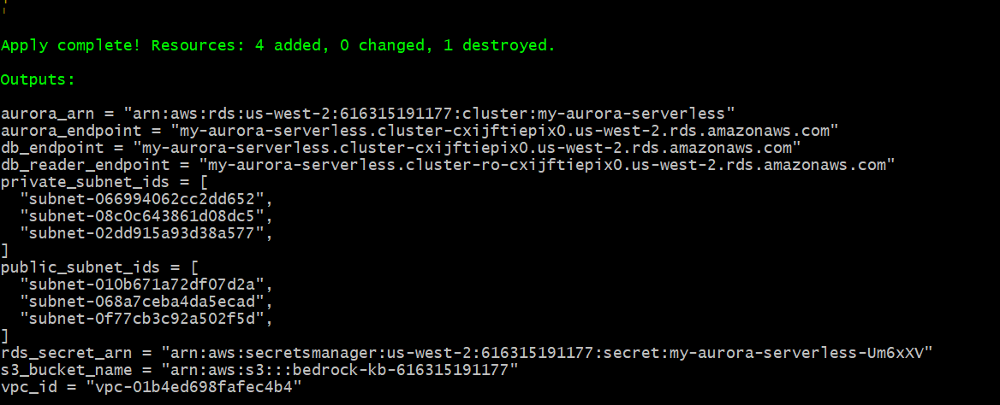 Apply complete! Resources: 4 added, 0 changed, 1 destroyed.
Outputs:
aurora_arn = "arn:aws:rds:us-west-2:616315191177:cluster:my-aurora-serverless"
aurora_endpoint = "my-aurora-serverless.cluster-cxijftiepix0.us-west-2.rds.amazonaws.com"
db_endpoint = "my-aurora-serverless.cluster-cxijftiepix0.us-west-2.rds.amazonaws.com"
db_reader_endpoint = "my-aurora-serverless.cluster-ro-cxijftiepix0.us-west-2.rds.amazonaws.com"
private_subnet_ids = [
  "subnet-066994062cc2dd652",
  "subnet-08c0c643861d08dc5",
  "subnet-02dd915a93d38a577",
]
public_subnet_ids = [
  "subnet-010b671a72df07d2a",
  "subnet-068a7ceba4da5ecad",
  "subnet-0f77cb3c92a502f5d",
]
rds_secret_arn = "arn:aws:secretsmanager:us-west-2:616315191177:secret:my-aurora-serverless-Um6xXV"
s3_bucket_name = "arn:aws:s3:::bedrock-kb-616315191177"
vpc_id = "vpc-01b4ed698fafec4b4"